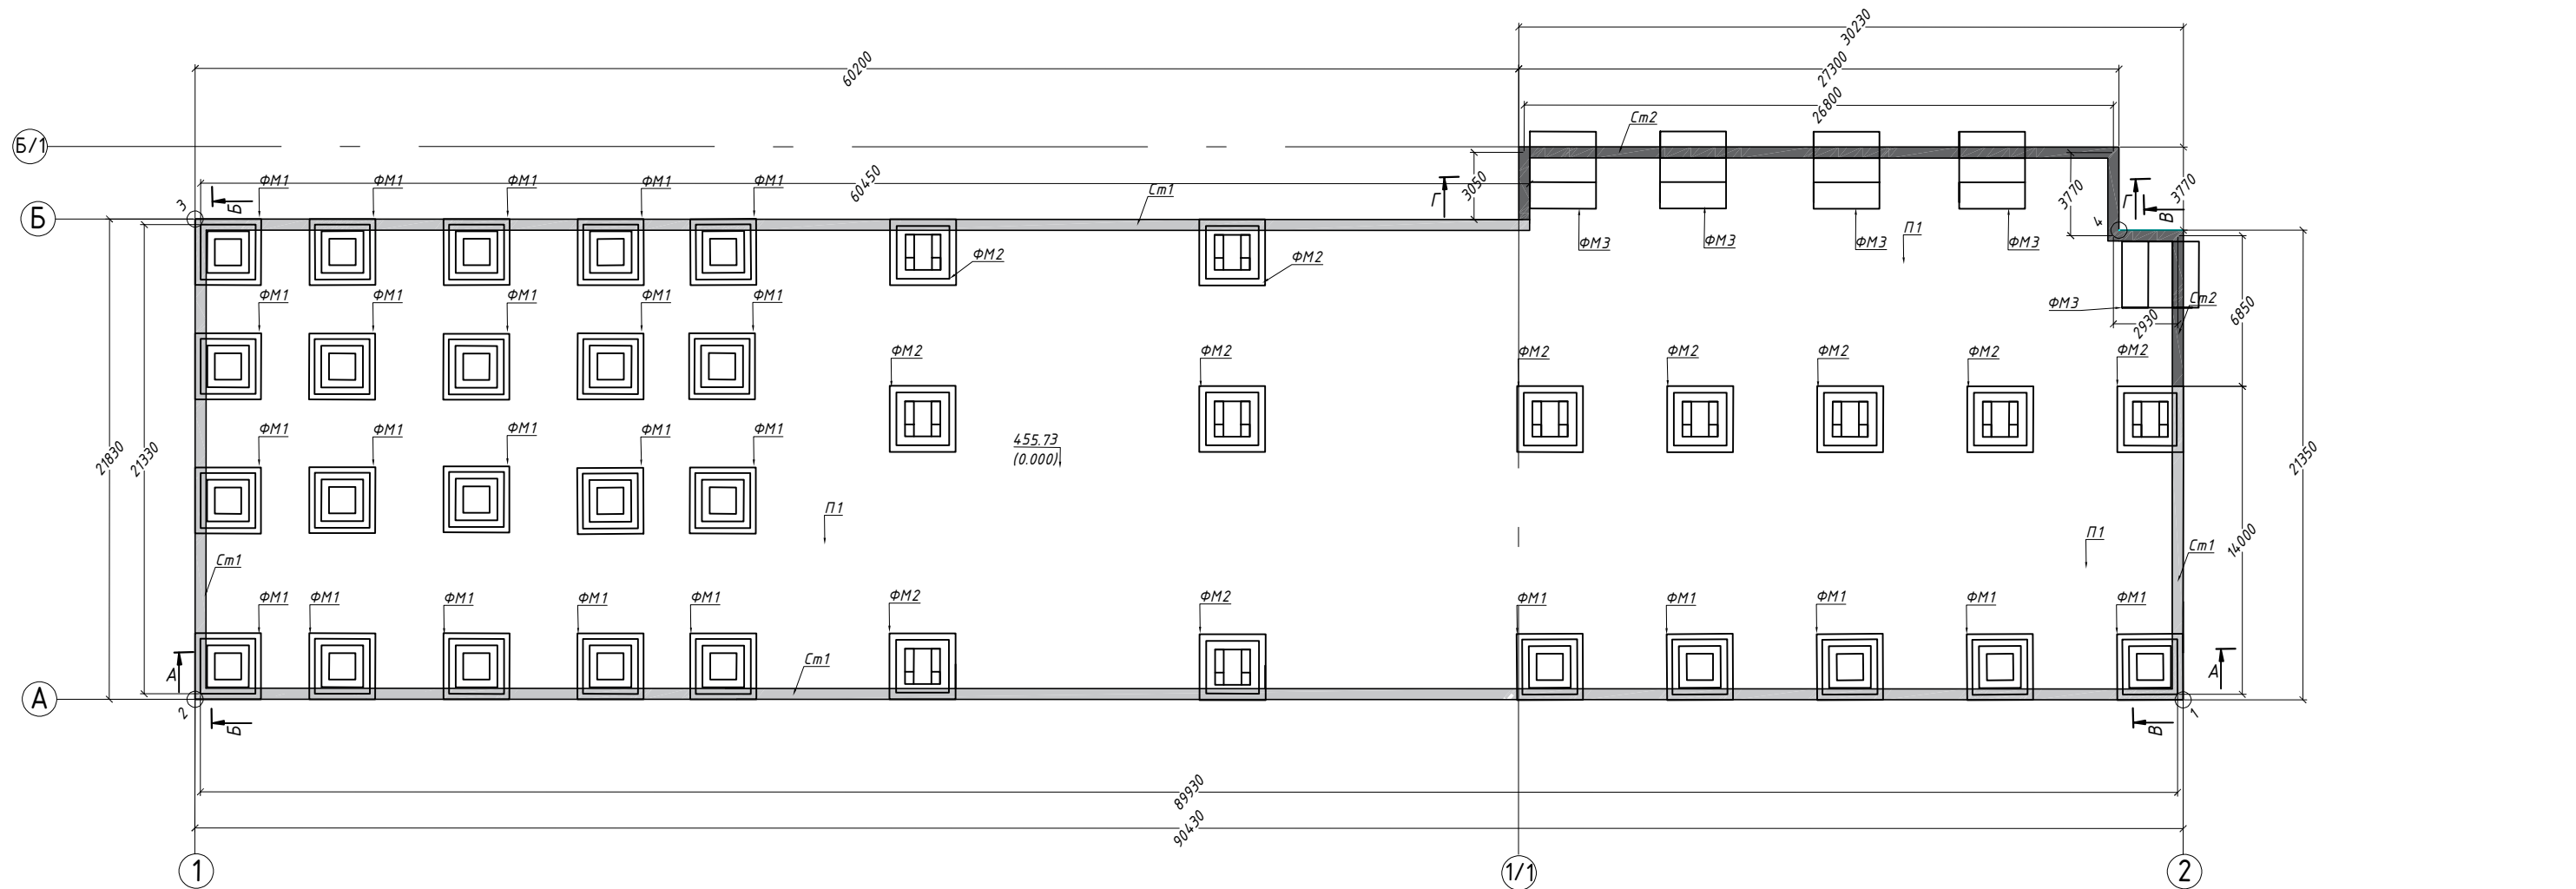 30230
60200
27300
26800
Ст2
Б/1
ФМ1 ФМ1 ФМ1 ФМ1 ФМ1
60450
Ст1
Г
3050
3770
Г
В
3770
3
Б
4
Б
ФМ3 ФМ3 ФМ3 ФМ3
П1
ФМ2
ФМ2
ФМ1 ФМ1 ФМ1 ФМ1 ФМ1
ФМ3
Ст2
6850
2930
ФМ2 ФМ2 ФМ2 ФМ2 ФМ2 ФМ2 ФМ2
ФМ1 ФМ1 ФМ1 ФМ1 ФМ1
455.73
(0.000)
21830
21330
21350
П1
14000
П1
Ст1
Ст1
ФМ1 ФМ1 ФМ1 ФМ1 ФМ1 ФМ2 ФМ2 ФМ1 ФМ1 ФМ1 ФМ1 ФМ1
Ст1
А
А
А
2
1
Б
В
89930
90430
1
1/1
2